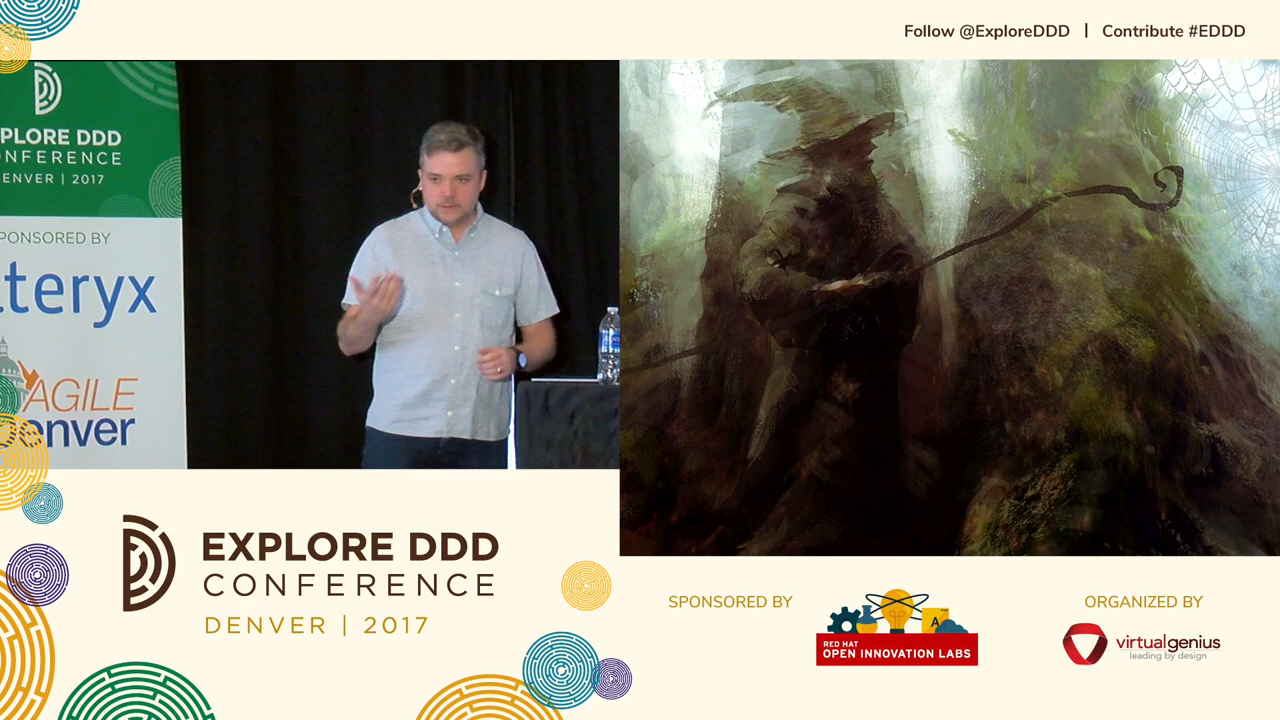 Follow @ExploreDDD | Contribute #EDDD
PLORE DDD
ONFERENCE
ENVER | 2017
PONSORED BY
teryx
AGILE
enver
EXPLORE DDD
CONFERENCE
DENVER | 2017
SPONSORED BY
A
RED HAT
OPEN INNOVATION LABS
ORGANIZED BY
virtualgenius
leading by design